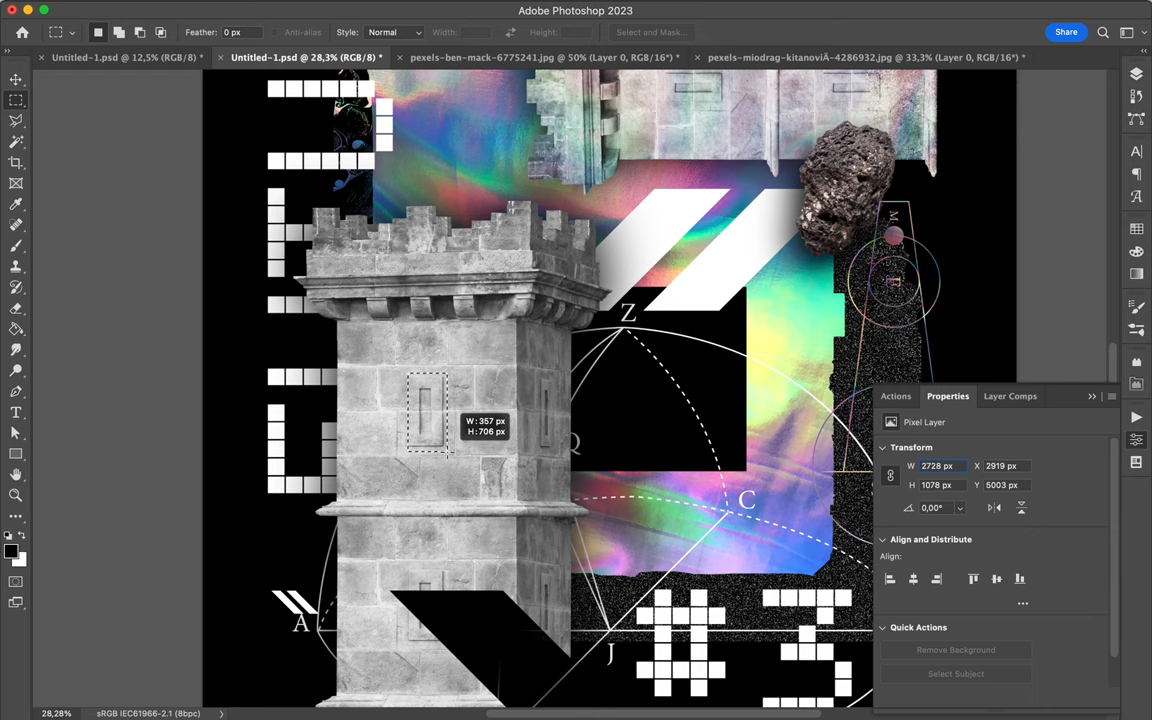 Adobe Photoshop 2023
Feather: 0 px
Anti-alias
Style: Normal
Width:
Height:
Select and Mask...
Share
Untitled-1.psd @ 12,5% (RGB/8) *
Untitled-1.psd @ 28,3% (RGB/8) *
pexels-ben-mack-6775241.jpg @ 50% (Layer 0, RGB/16*) *
pexels-miodrag-kitanoviÄ-4286932.jpg @ 33,3% (Layer 0, RGB/16*) *
M
E
Z
Q
C
A
J
#3
W: 357 px
H: 706 px
Actions
Properties
Layer Comps
Pixel Layer
Transform
W 2728 px X 2919 px
H 1078 px Y 5003 px
0,00°
Align and Distribute
Align:
Quick Actions
Remove Background
Select Subject
28,28%
sRGB IEC61966-2.1 (8bpc)